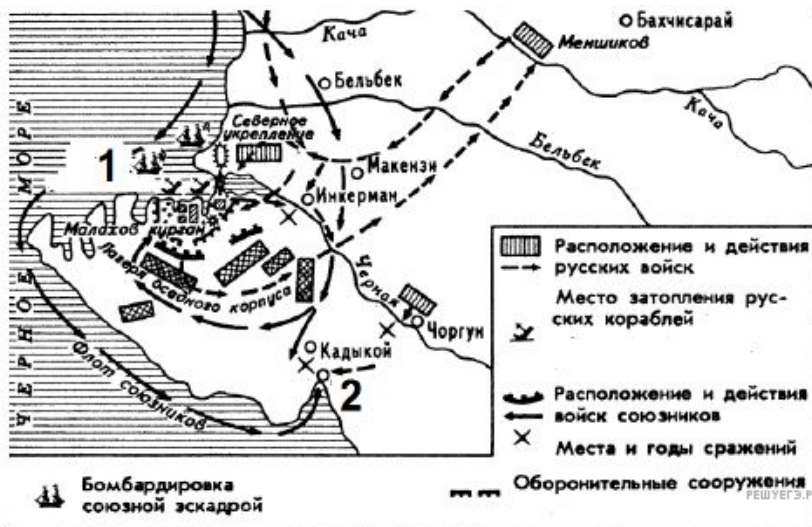 Бахчисарай
Меншиков
Кача
Кача
Бельбек
Бельбек
Северное
укрепление
1
Макензи
Инкерман
Малахов курган
Лагеря осадного корпуса
Черная
Чоргун
Кадыкой
2
Флот союзников
ЧЕРНОЕ МОРЕ
Расположение и действия
русских войск
Место затопления рус-
ских кораблей
Расположение и действия
войск союзников
Места и годы сражений
Оборонительные сооружения
Бомбардировка
союзной эскадрой
РЕШУЕГЭ.Р